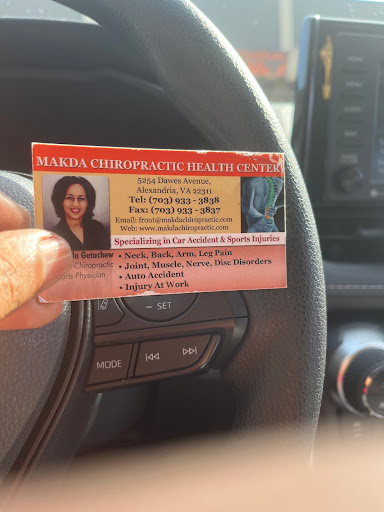 MAKDA CHIROPRACTIC HEALTH CENTER
5254 Dawes Avenue,
Alexandria, VA 22311
Tel: (703) 933 - 3838
Fax: (703) 933 - 3837
Email: front@makdachiropractic.com
Web: www.makdachiropractic.com
Specializing in Car Accident & Sports Injuries
Getachew
Chiropractic
Physician
• Neck, Back, Arm, Leg Pain
• Joint, Muscle, Nerve, Disc Disorders
• Auto Accident
• Injury At Work
— SET
MODE